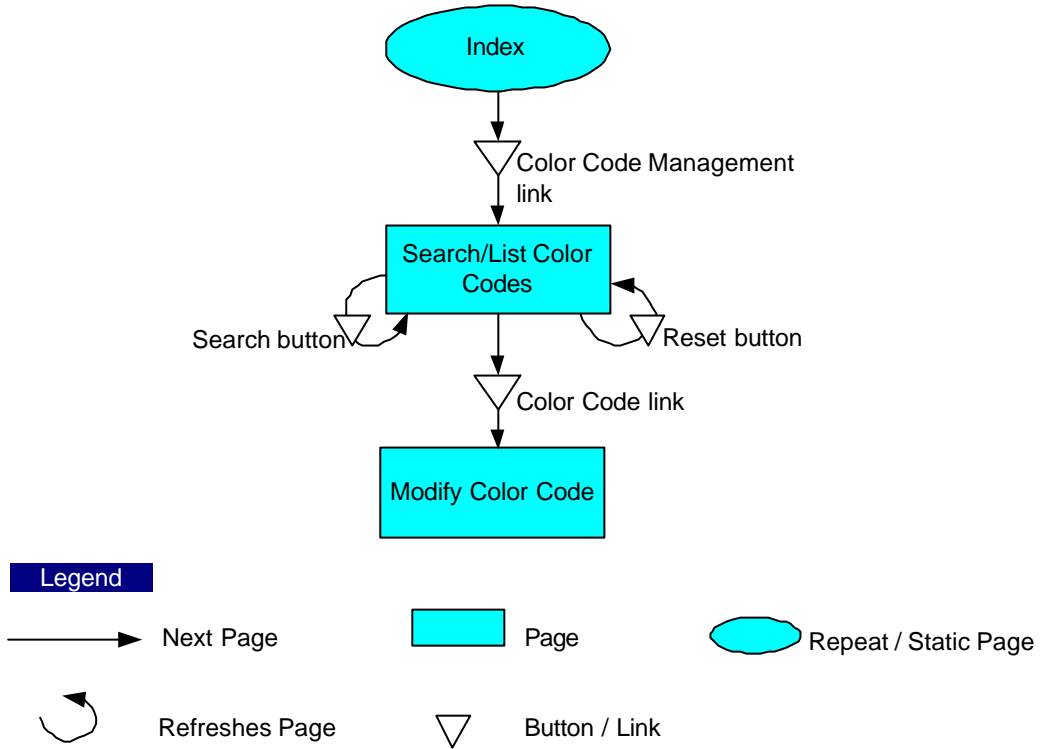 Index
Color Code Management
link
Search/List Color
Codes
Search button
Reset button
Color Code link
Modify Color Code
Legend
Next Page
Page
Repeat / Static Page
Refreshes Page
Button / Link